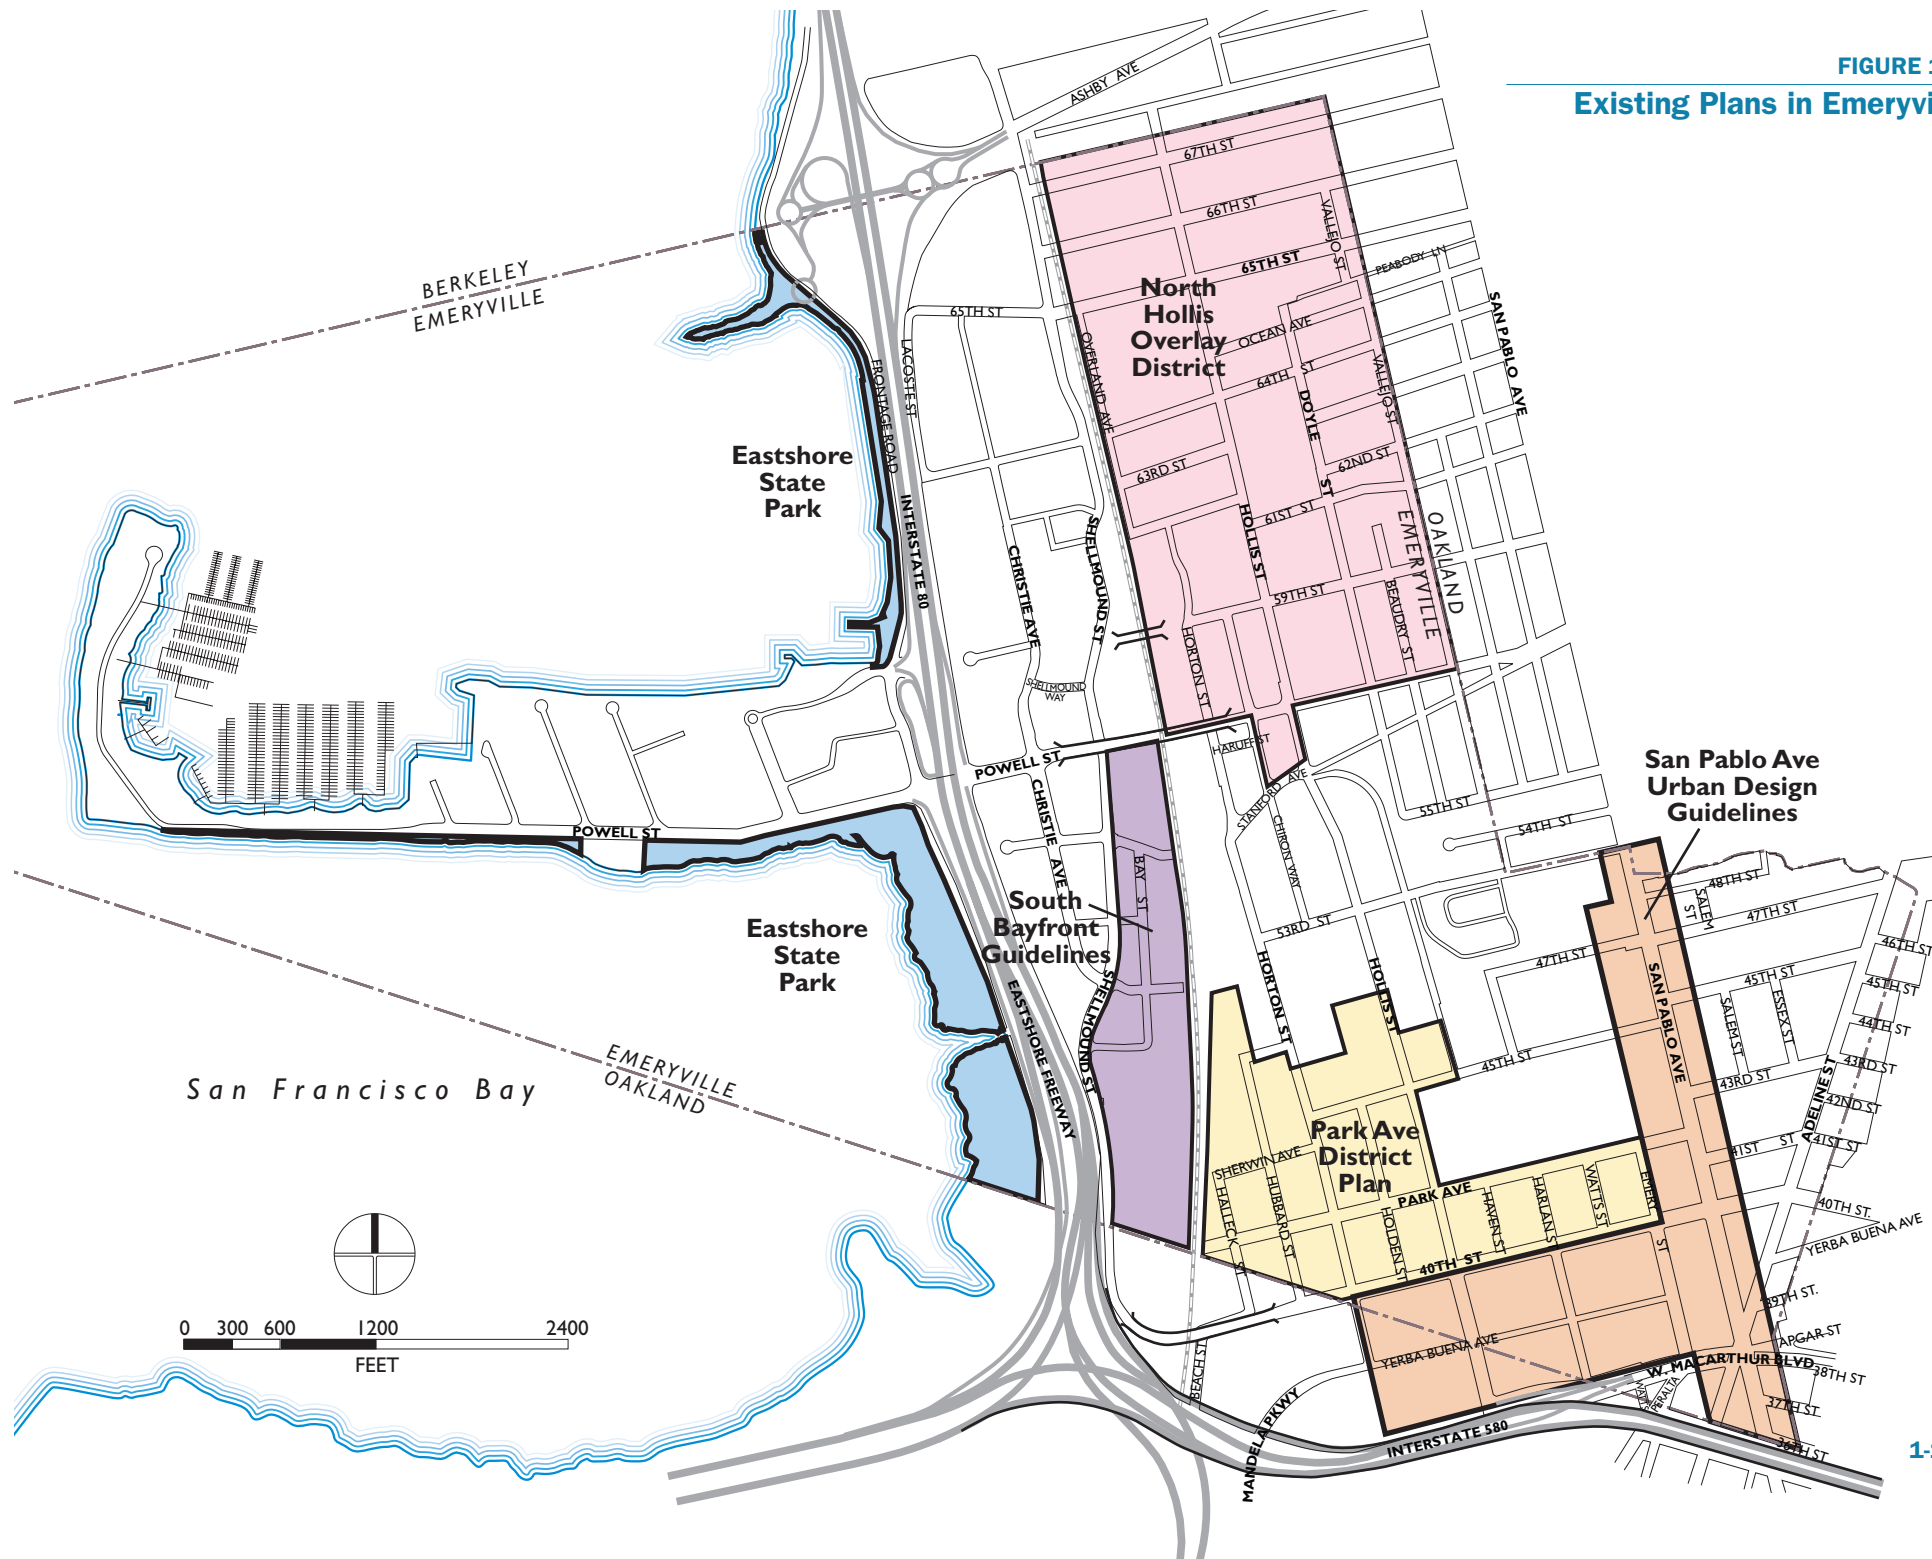 FIGURE 1
Existing Plans in Emeryvi
ASHBY AVE
67TH ST
66TH ST
VALLEJO ST
65TH ST
PEABODY LN
BERKELEY
EMERYVILLE
65TH ST
North
Hollis
Overlay
District
OCEAN AVE
SAN PABLO AVE
OVERLAND AVE
LACOSTE ST
FRONTAGE ROAD
64TH ST
VALLEJO ST
DOYLE ST
Eastshore
State
Park
63RD ST
62ND ST
INTERSTATE 80
61ST ST
HOLLIS ST
OAKLAND
EMERYVILLE
CHRISTIE AVE
SHELLMOUND ST
59TH ST
BEAUDRY ST
HORTON ST
SHELLMOUND
WAY
HARUFF ST
POWELL ST
STANFORD AVE
San Pablo Ave
Urban Design
Guidelines
CHRISTIE AVE
55TH ST
54TH ST
CHIRON WAY
POWELL ST
BAY ST
48TH ST
SALEM ST
47TH ST
South
Bayfront
Guidelines
53RD ST
Eastshore
State
Park
46TH ST
47TH ST
HORTON ST
HOLLIS ST
SAN PABLO AVE
45TH ST
45TH ST
SALEM ST
ESSEX ST
EASTSHORE FREEWAY
SHELLMOUND ST
44TH ST
45TH ST
43RD ST
43RD ST
ADELINE ST
42ND ST
EMERYVILLE
OAKLAND
San Francisco Bay
Park Ave
District
Plan
41ST ST
41ST ST
SHERWIN AVE
HALLECK ST
HUBBARD ST
PARK AVE
HOLDEN ST
HAVEN ST
HARLAN ST
WATTS ST
EMERY ST
40TH ST.
YERBA BUENA AVE
40TH ST
39TH ST.
0 300 600 1200 2400
FEET
APGAR ST
YERBA BUENA AVE
W. MACARTHUR BLVD
38TH ST
BEACH ST
PERALTA
37TH ST
MANDELA PKWY
INTERSTATE 580
36TH ST